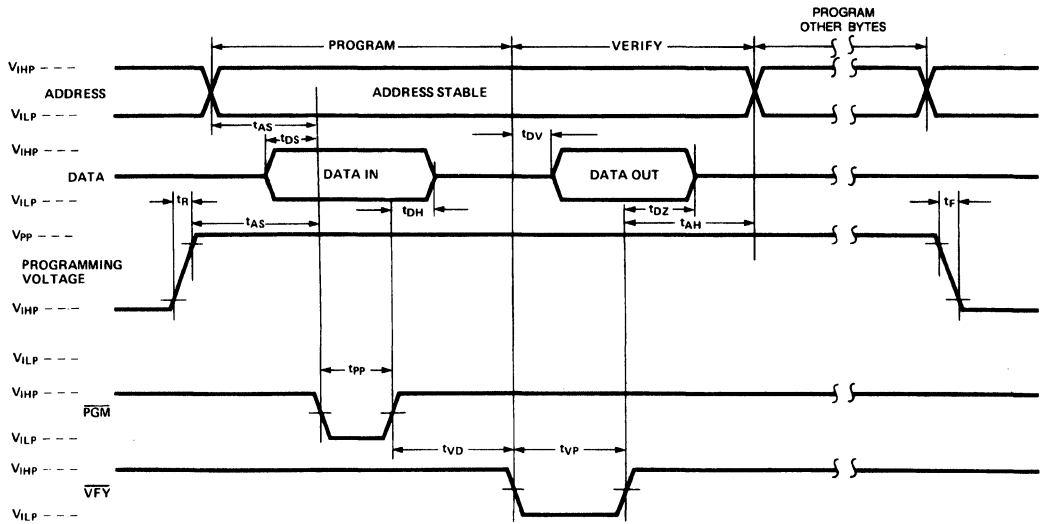 PROGRAM
OTHER BYTES
PROGRAM
VERIFY
VIHP
ADDRESS
ADDRESS STABLE
VILP
tAS
tDS
tDV
VIHP
DATA
DATA IN
DATA OUT
VILP
tR
tAS
tDH
tDZ
tAH
tF
VPP
PROGRAMMING
VOLTAGE
VIHP
VILP
tPP
VIHP
PGM
VILP
tVD
tVP
VIHP
VFY
VILP